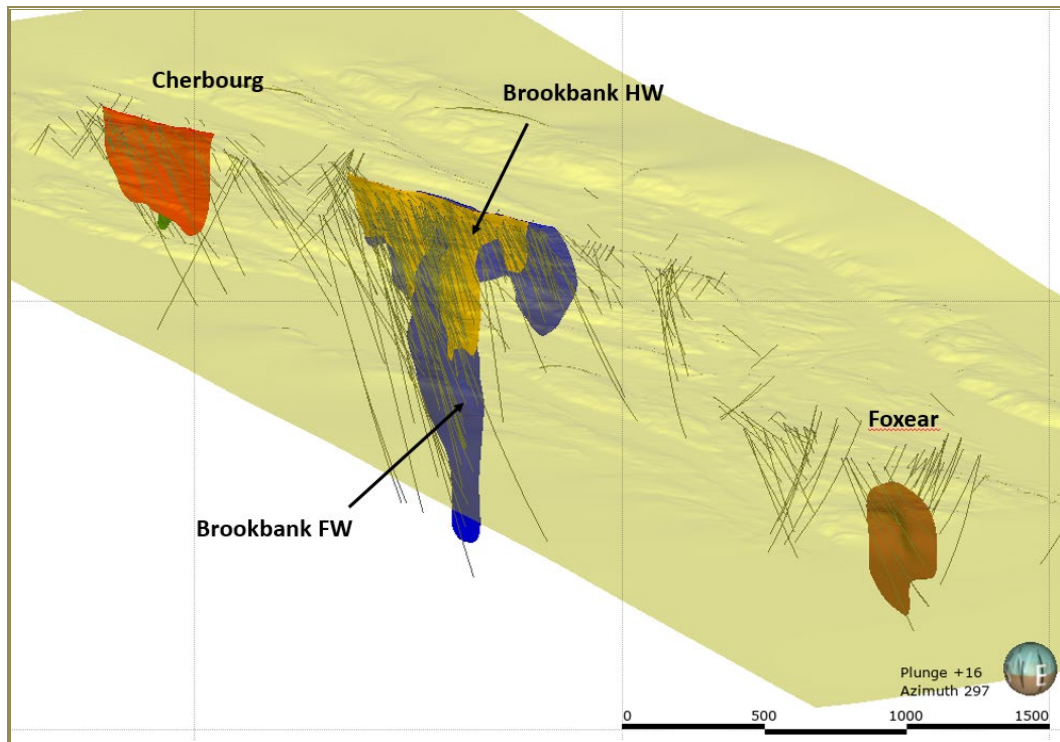 Cherbourg
Brookbank HW
Foxear
Brookbank FW
Plunge +16
Azimuth 297
E
0 500 1000 1500